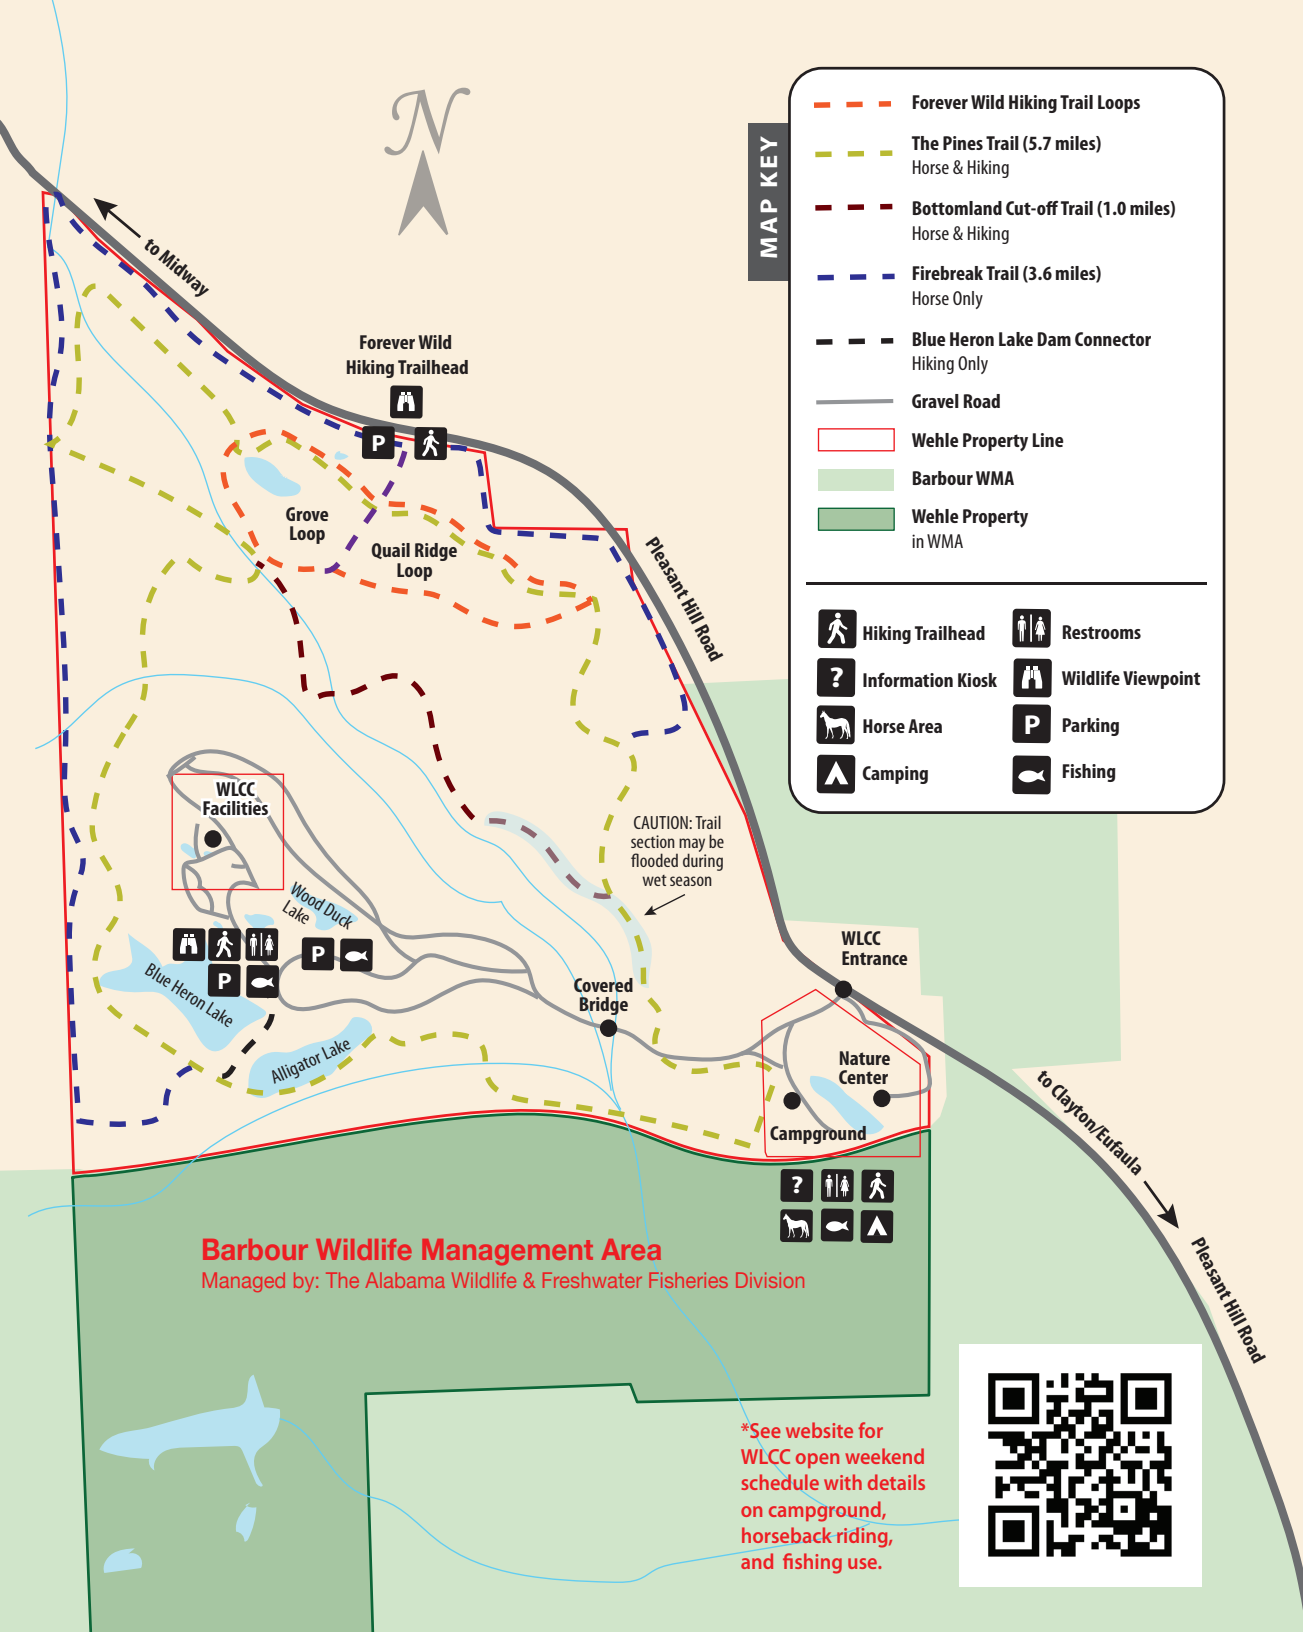 N
to Midway
Forever Wild
Hiking Trailhead
P
Grove
Loop
Quail Ridge
Loop
Pleasant Hill Road
MAP KEY
Forever Wild Hiking Trail Loops
The Pines Trail (5.7 miles)
Horse & Hiking
Bottomland Cut-off Trail (1.0 miles)
Horse & Hiking
Firebreak Trail (3.6 miles)
Horse Only
Blue Heron Lake Dam Connector
Hiking Only
Gravel Road
Wehle Property Line
Barbour WMA
Wehle Property
in WMA
Hiking Trailhead
Restrooms
? Information Kiosk
Wildlife Viewpoint
Horse Area
P Parking
Camping
Fishing
WLCC
Facilities
CAUTION: Trail
section may be
flooded during
wet season
Wood Duck
Lake
P
P
Blue Heron Lake
Alligator Lake
Covered
Bridge
WLCC
Entrance
Nature
Center
Campground
?
to Clayton/Eufaula
Pleasant Hill Road
Barbour Wildlife Management Area
Managed by: The Alabama Wildlife & Freshwater Fisheries Division
*See website for
WLCC open weekend
schedule with details
on campground,
horseback riding,
and fishing use.